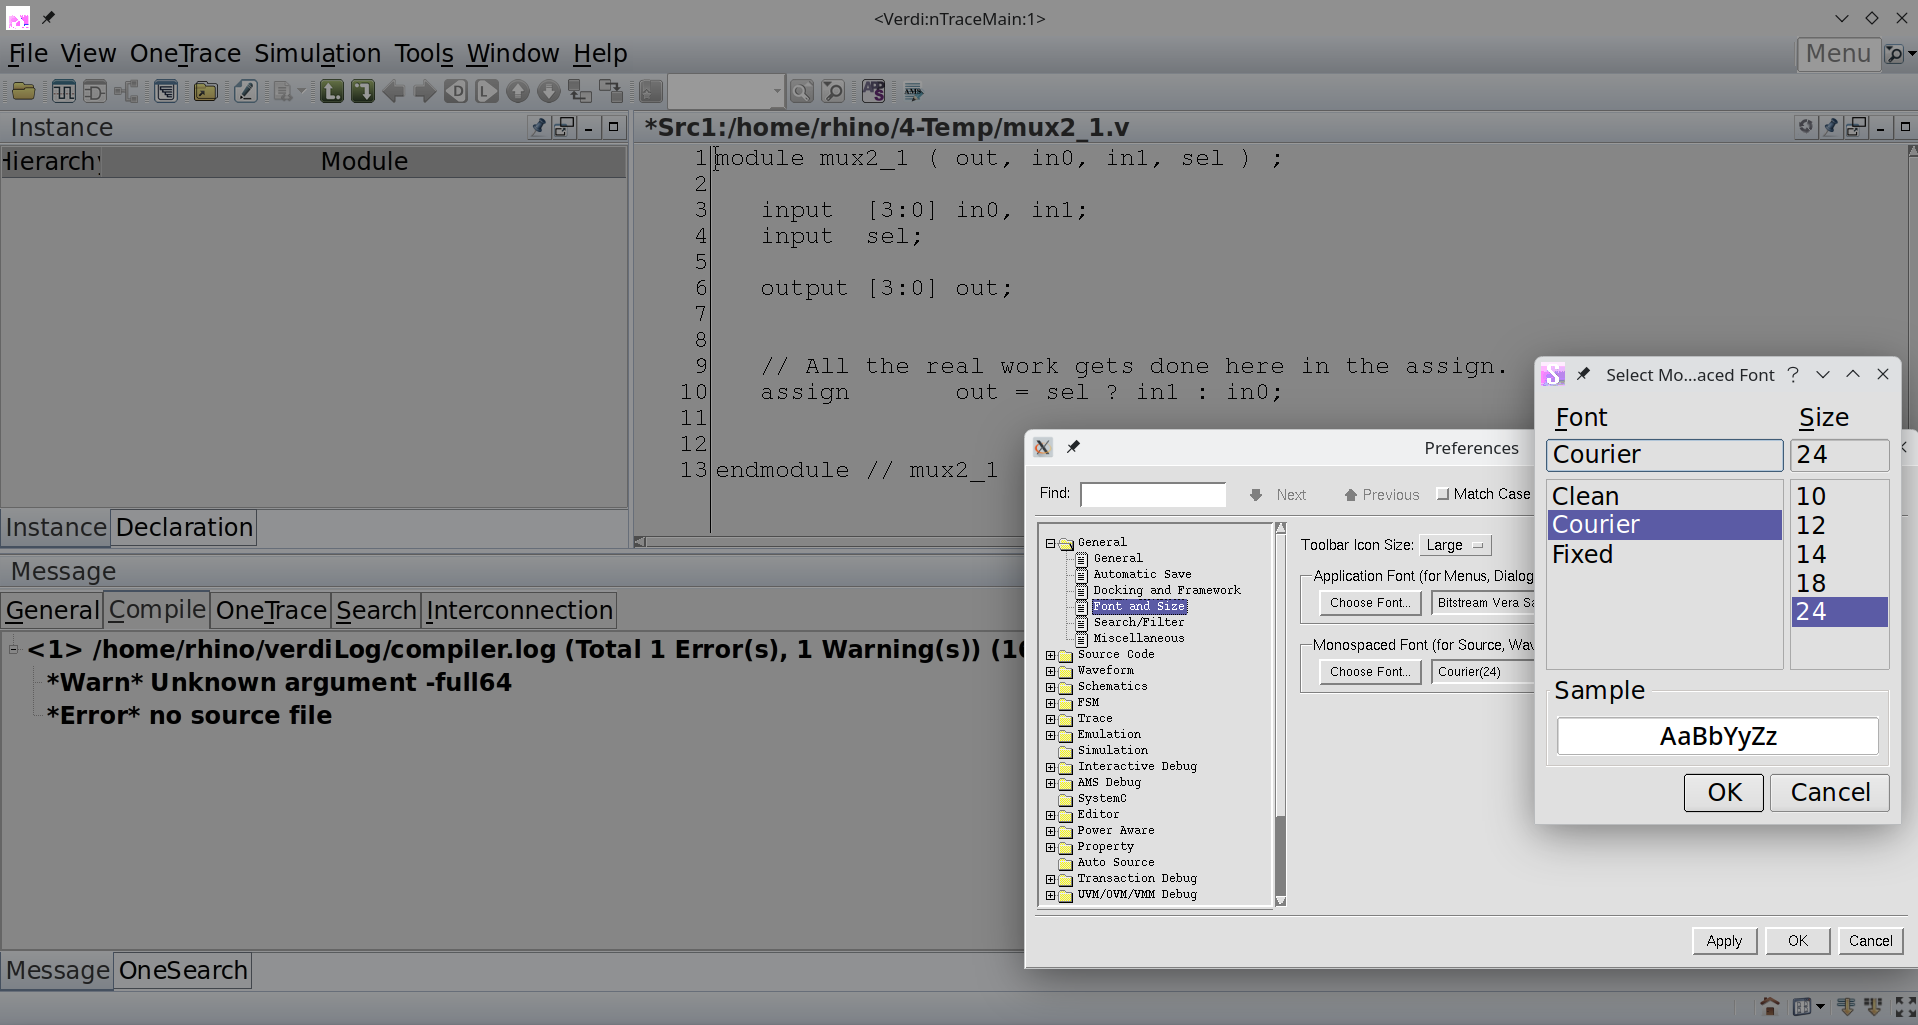 <Verdi:nTraceMain:1>
File View OneTrace Simulation Tools Window Help
Menu
Instance
Hierarchy Module
Instance Declaration
*Src1:/home/rhino/4-Temp/mux2_1.v
1 module mux2_1 ( out, in0, in1, sel ) ;
2
3 input [3:0] in0, in1;
4 input sel;
5
6 output [3:0] out;
7
8
9 // All the real work gets done here in the assign.
10 assign out = sel ? in1 : in0;
11
12
13 endmodule // mux2_1
Message
General Compile OneTrace Search Interconnection
<1> /home/rhino/verdiLog/compiler.log (Total 1 Error(s), 1 Warning(s))
*Warn* Unknown argument -full64
*Error* no source file
Message OneSearch
Preferences
Find: Next Previous Match Case
General
General
Automatic Save
Docking and Framework
Font and Size
Search/Filter
Miscellaneous
Source Code
Waveform
Schematics
FSM
Trace
Emulation
Simulation
Interactive Debug
AMS Debug
SystemC
Editor
Power Aware
Property
Auto Source
Transaction Debug
UVM/OVM/VMM Debug
Toolbar Icon Size: Large
Application Font (for Menus, Dialog
Choose Font... Bitstream Vera Sa
Monospaced Font (for Source, Wav
Choose Font... Courier(24)
Apply OK Cancel
Select Mo...aced Font ?
Font Size
Courier 24
Clean 10
Courier 12
Fixed 14
18
24
Sample
AaBbYyZz
OK Cancel